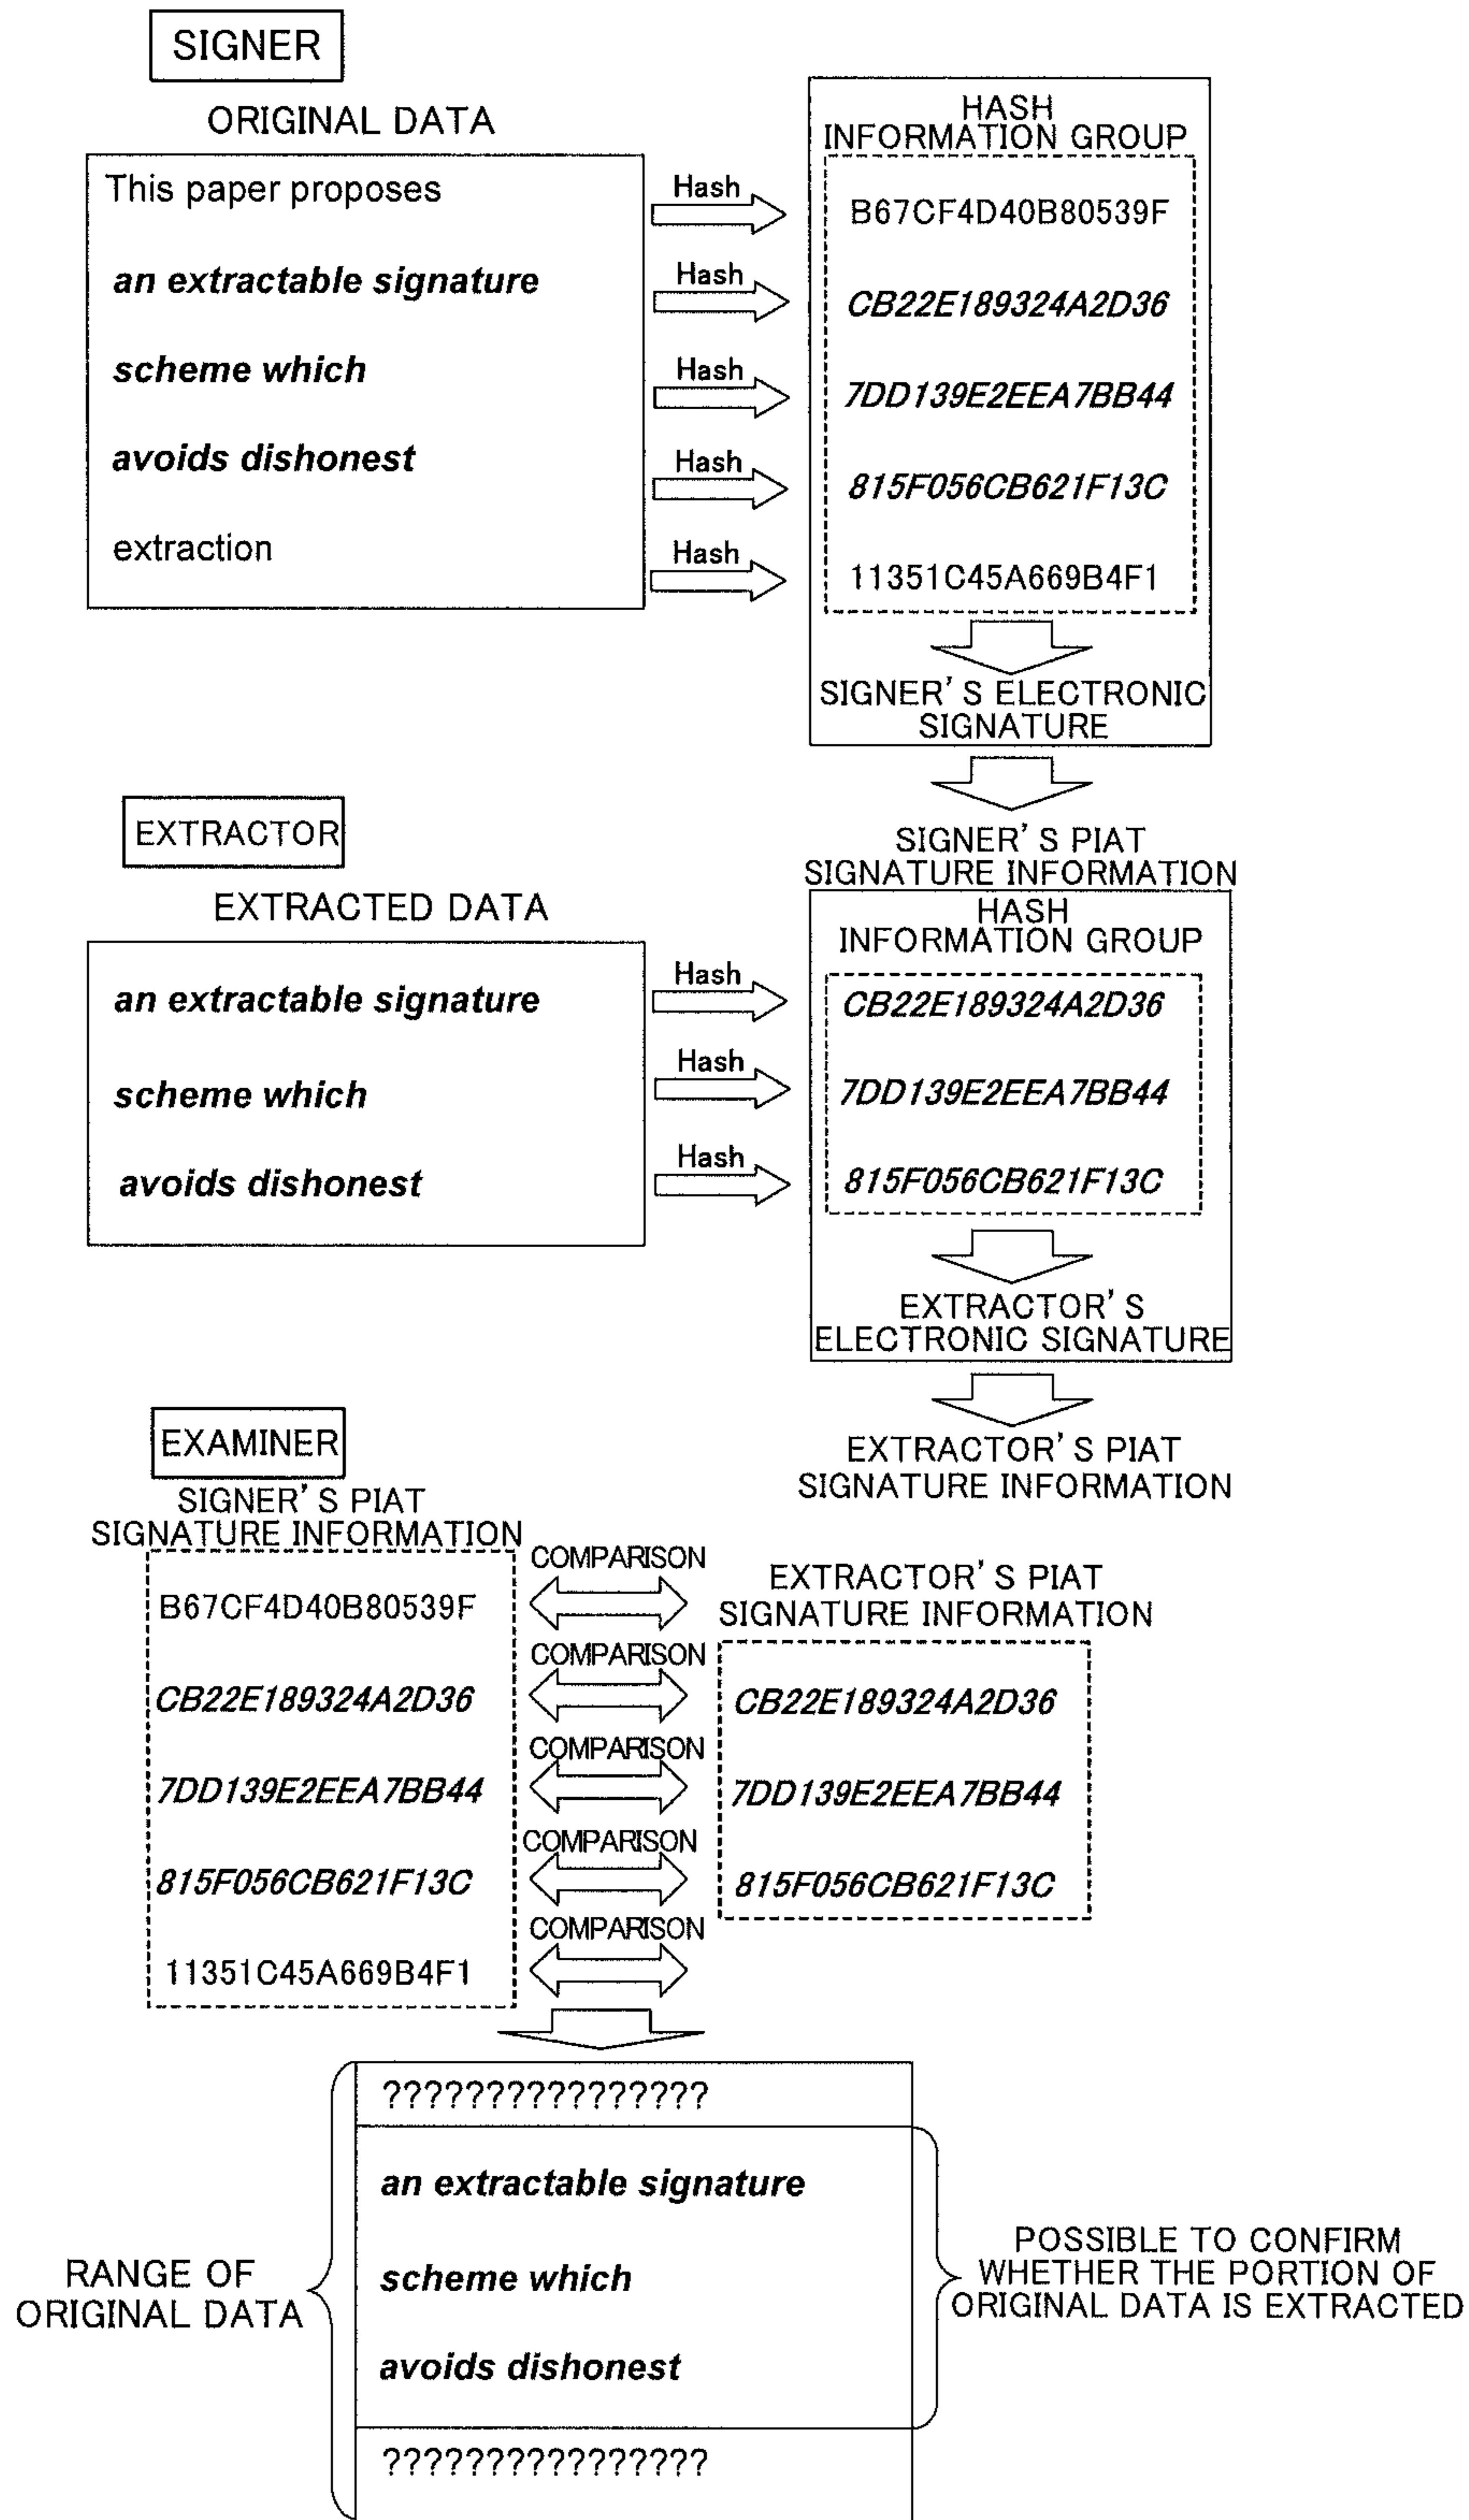 SIGNER
ORIGINAL DATA
This paper proposes
an extractable signature
scheme which
avoids dishonest
extraction
Hash
Hash
Hash
Hash
Hash
HASH
INFORMATION GROUP
B67CF4D40B80539F
CB22E189324A2D36
7DD139E2EEA7BB44
815F056CB621F13C
11351C45A669B4F1
SIGNER'S ELECTRONIC
SIGNATURE
SIGNER'S PIAT
SIGNATURE INFORMATION
EXTRACTOR
EXTRACTED DATA
an extractable signature
scheme which
avoids dishonest
Hash
Hash
Hash
HASH
INFORMATION GROUP
CB22E189324A2D36
7DD139E2EEA7BB44
815F056CB621F13C
EXTRACTOR'S
ELECTRONIC SIGNATURE
EXTRACTOR'S PIAT
SIGNATURE INFORMATION
EXAMINER
SIGNER'S PIAT
SIGNATURE INFORMATION
B67CF4D40B80539F
CB22E189324A2D36
7DD139E2EEA7BB44
815F056CB621F13C
11351C45A669B4F1
COMPARISON
COMPARISON
COMPARISON
COMPARISON
COMPARISON
EXTRACTOR'S PIAT
SIGNATURE INFORMATION
CB22E189324A2D36
7DD139E2EEA7BB44
815F056CB621F13C
RANGE OF
ORIGINAL DATA
????????????????
an extractable signature
scheme which
avoids dishonest
????????????????
POSSIBLE TO CONFIRM
WHETHER THE PORTION OF
ORIGINAL DATA IS EXTRACTED